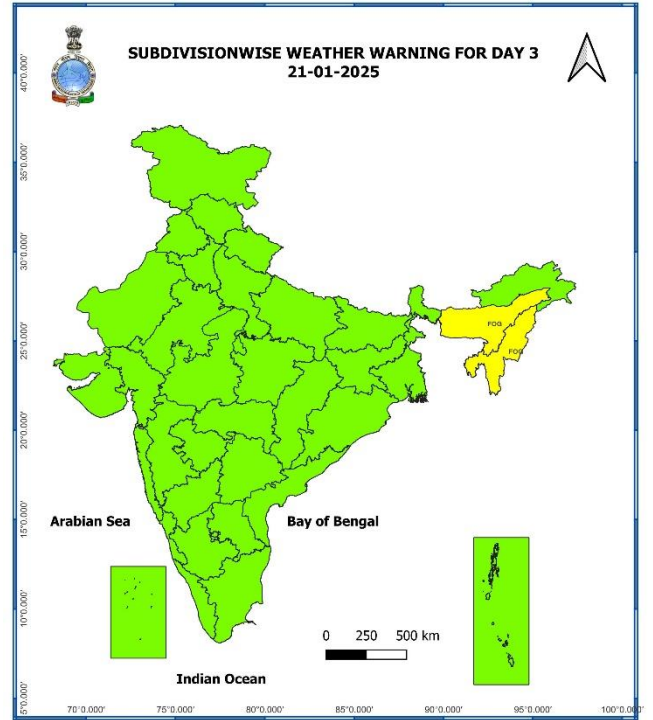 SUBDIVISIONWISE WEATHER WARNING FOR DAY 3
21-01-2025
40°0.000'
35°0.000'
30°0.000'
25°0.000'
20°0.000'
15°0.000'
10°0.000'
5°0.000'
FOG
FOG
Arabian Sea
Bay of Bengal
0 250 500 km
Indian Ocean
70°0.000' 75°0.000' 80°0.000' 85°0.000' 90°0.000' 95°0.000' 100°0.000'